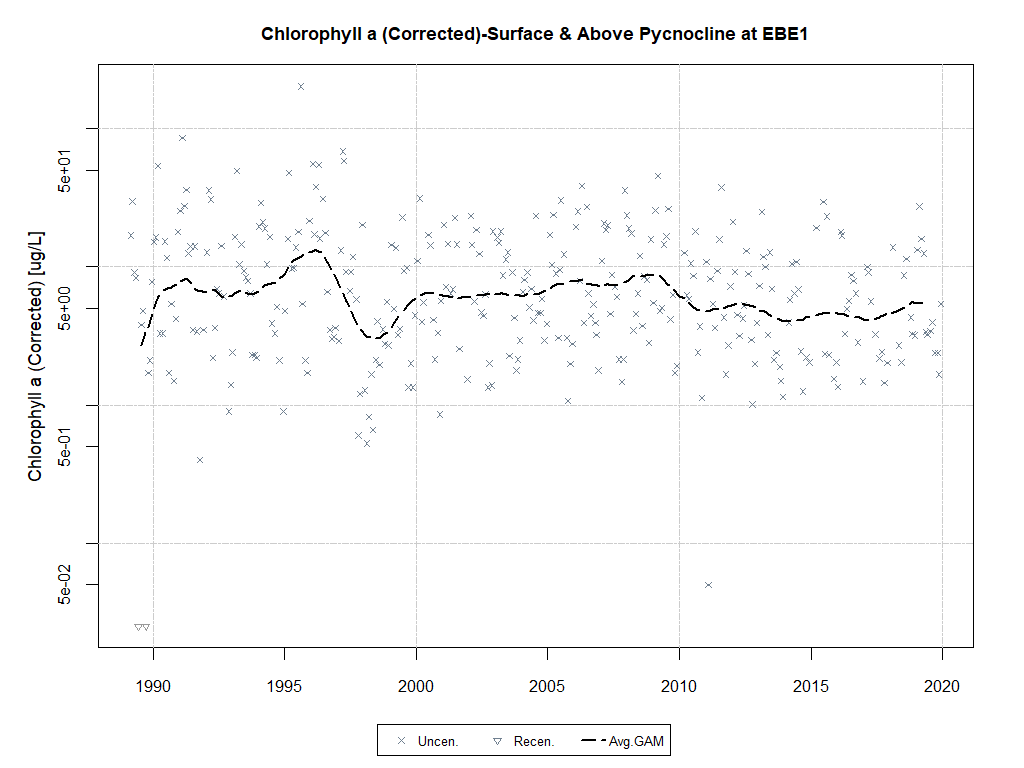 Chlorophyll a (Corrected)-Surface & Above Pycnocline at EBE1
Chlorophyll a (Corrected) [ug/L]
5e+01
5e+00
5e-01
5e-02
1990 1995 2000 2005 2010 2015 2020
Uncen. Recen. Avg.GAM